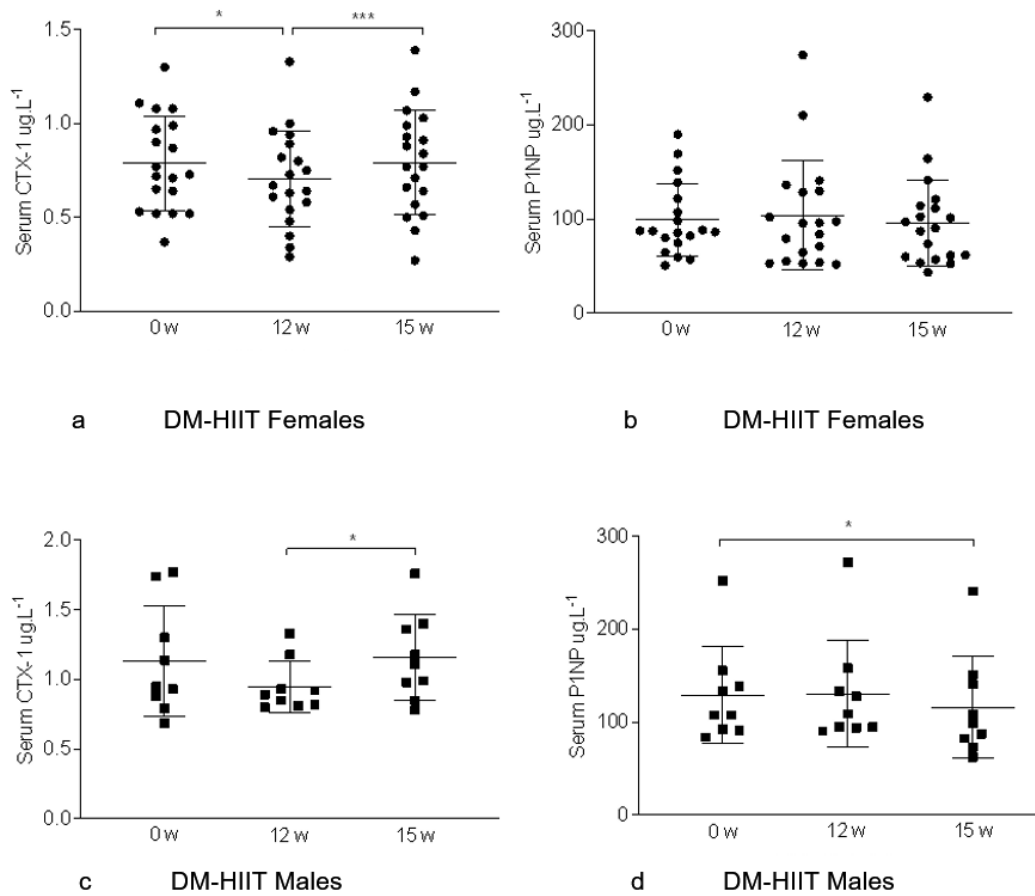 * ***
Serum CTX-1 ug.L⁻¹
1.5
1.0
0.5
0.0
0 w 12 w 15 w
a DM-HIIT Females
Serum P1NP ug.L⁻¹
300
200
100
0
0 w 12 w 15 w
b DM-HIIT Females
*
Serum CTX-1 ug.L⁻¹
2.0
1.5
1.0
0.5
0.0
0 w 12 w 15 w
c DM-HIIT Males
*
Serum P1NP ug.L⁻¹
300
200
100
0
0 w 12 w 15 w
d DM-HIIT Males